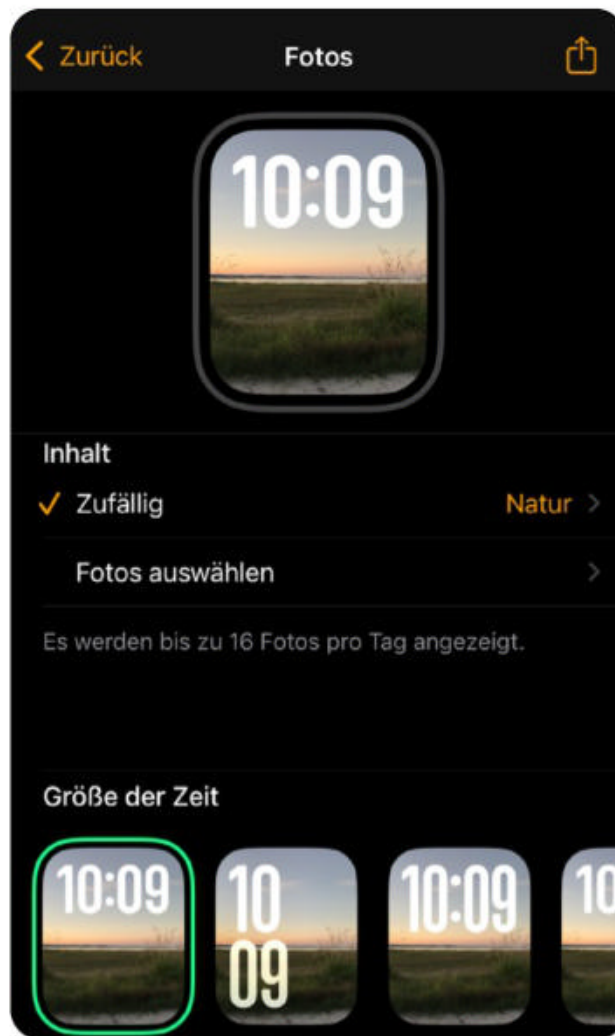 Zurück
Fotos
10:09
Inhalt
Zufällig
Natur
Fotos auswählen
Es werden bis zu 16 Fotos pro Tag angezeigt.
Größe der Zeit
10:09
10
09
10:09
10